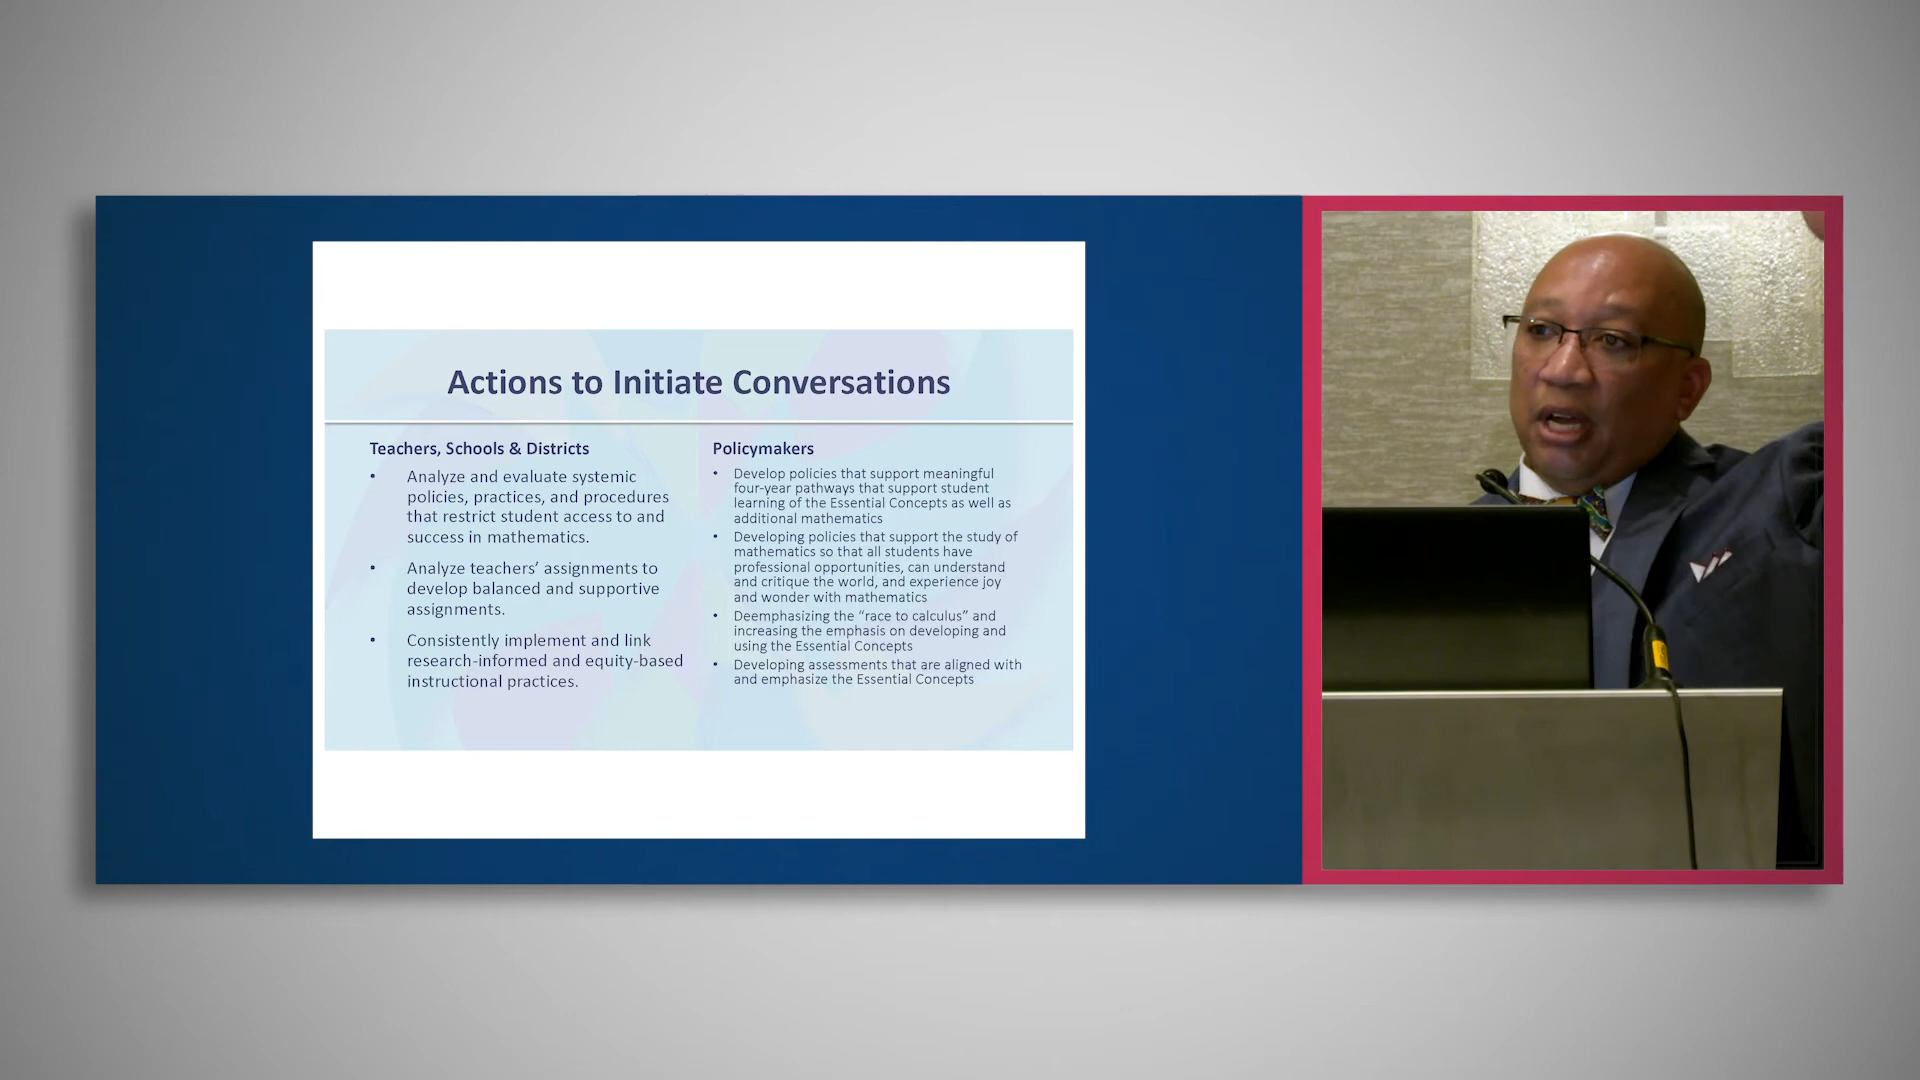 Actions to Initiate Conversations
Teachers, Schools & Districts
• Analyze and evaluate systemic
policies, practices, and procedures
that restrict student access to and
success in mathematics.
• Analyze teachers’ assignments to
develop balanced and supportive
assignments.
• Consistently implement and link
research-informed and equity-based
instructional practices.
Policymakers
• Develop policies that support meaningful
four-year pathways that support student
learning of the Essential Concepts as well as
additional mathematics
• Developing policies that support the study of
mathematics so that all students have
professional opportunities, can understand
and critique the world, and experience joy
and wonder with mathematics
• Deemphasizing the “race to calculus” and
increasing the emphasis on developing and
using the Essential Concepts
• Developing assessments that are aligned with
and emphasize the Essential Concepts